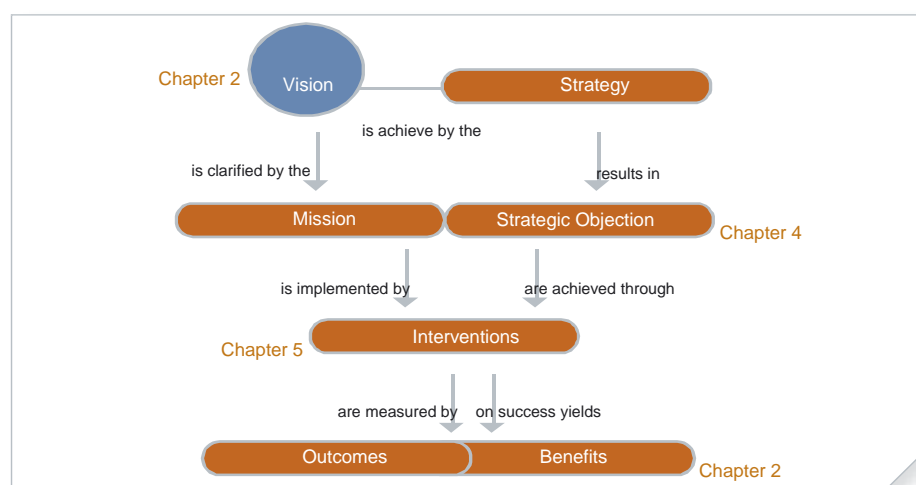 Chapter 2
Vision
Strategy
is achieve by the
is clarified by the
results in
Mission
Strategic Objection
Chapter 4
is implemented by
are achieved through
Interventions
Chapter 5
are measured by
on success yields
Outcomes
Benefits
Chapter 2